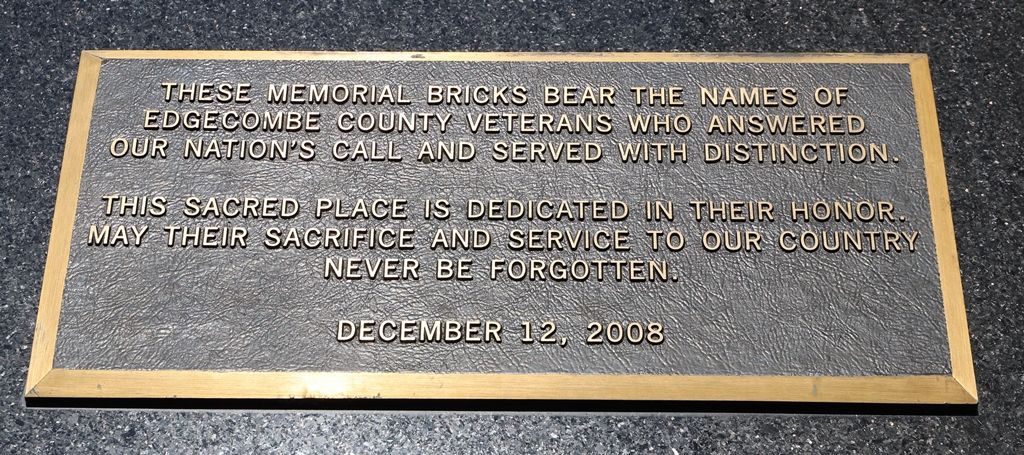 THESE MEMORIAL BRICKS BEAR THE NAMES OF
EDGECOMBE COUNTY VETERANS WHO ANSWERED
OUR NATION'S CALL AND SERVED WITH DISTINCTION.
THIS SACRED PLACE IS DEDICATED IN THEIR HONOR.
MAY THEIR SACRIFICE AND SERVICE TO OUR COUNTRY
NEVER BE FORGOTTEN.
DECEMBER 12, 2008